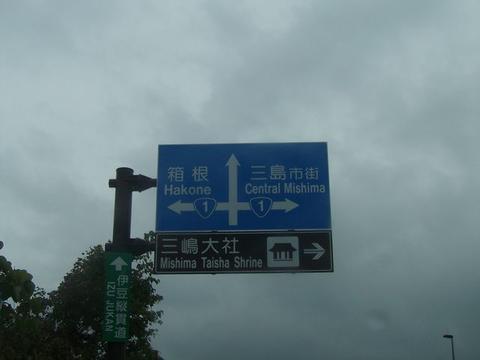 箱根
Hakone
三島市街
Central Mishima
1
1
三嶋大社
Mishima Taisha Shrine
伊豆縦貫道
IZU JUKAN